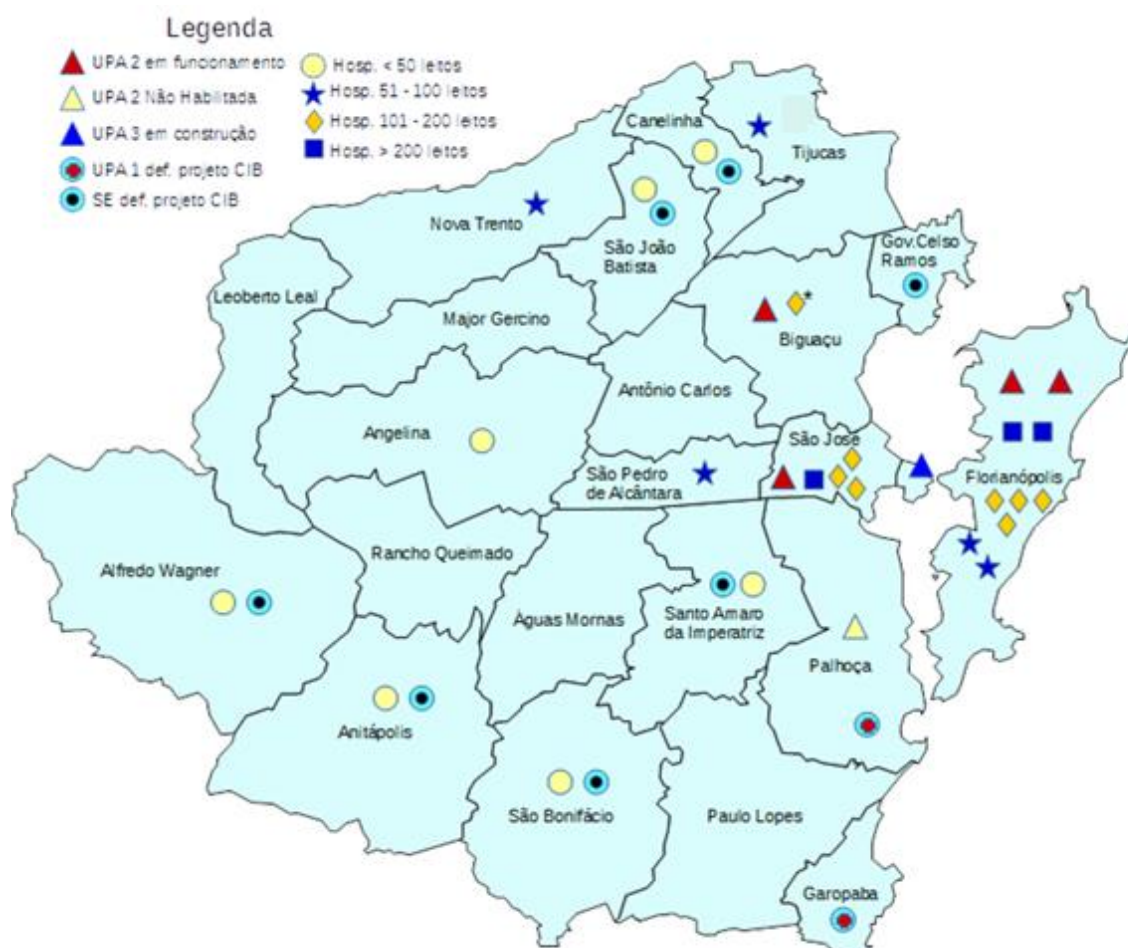 Legenda
UPA 2 em funcionamento
UPA 2 Não Habilitada
UPA 3 em construção
UPA 1 def. projeto CIB
SE def. projeto CIB
Hosp. < 50 leitos
Hosp. 51 - 100 leitos
Hosp. 101 - 200 leitos
Hosp. > 200 leitos
Canelinha
Tijucas
Nova Trento
São João
Batista
Gov.Celso
Ramos
Leoberto Leal
Major Gercino
*
Biguaçu
Antônio Carlos
Angelina
São José
São Pedro
de Alcântara
Florianópolis
Rancho Queimado
Alfredo Wagner
Águas Mornas
Santo Amaro
da Imperatriz
Palhoça
Anitápolis
São Bonifácio
Paulo Lopes
Garopaba